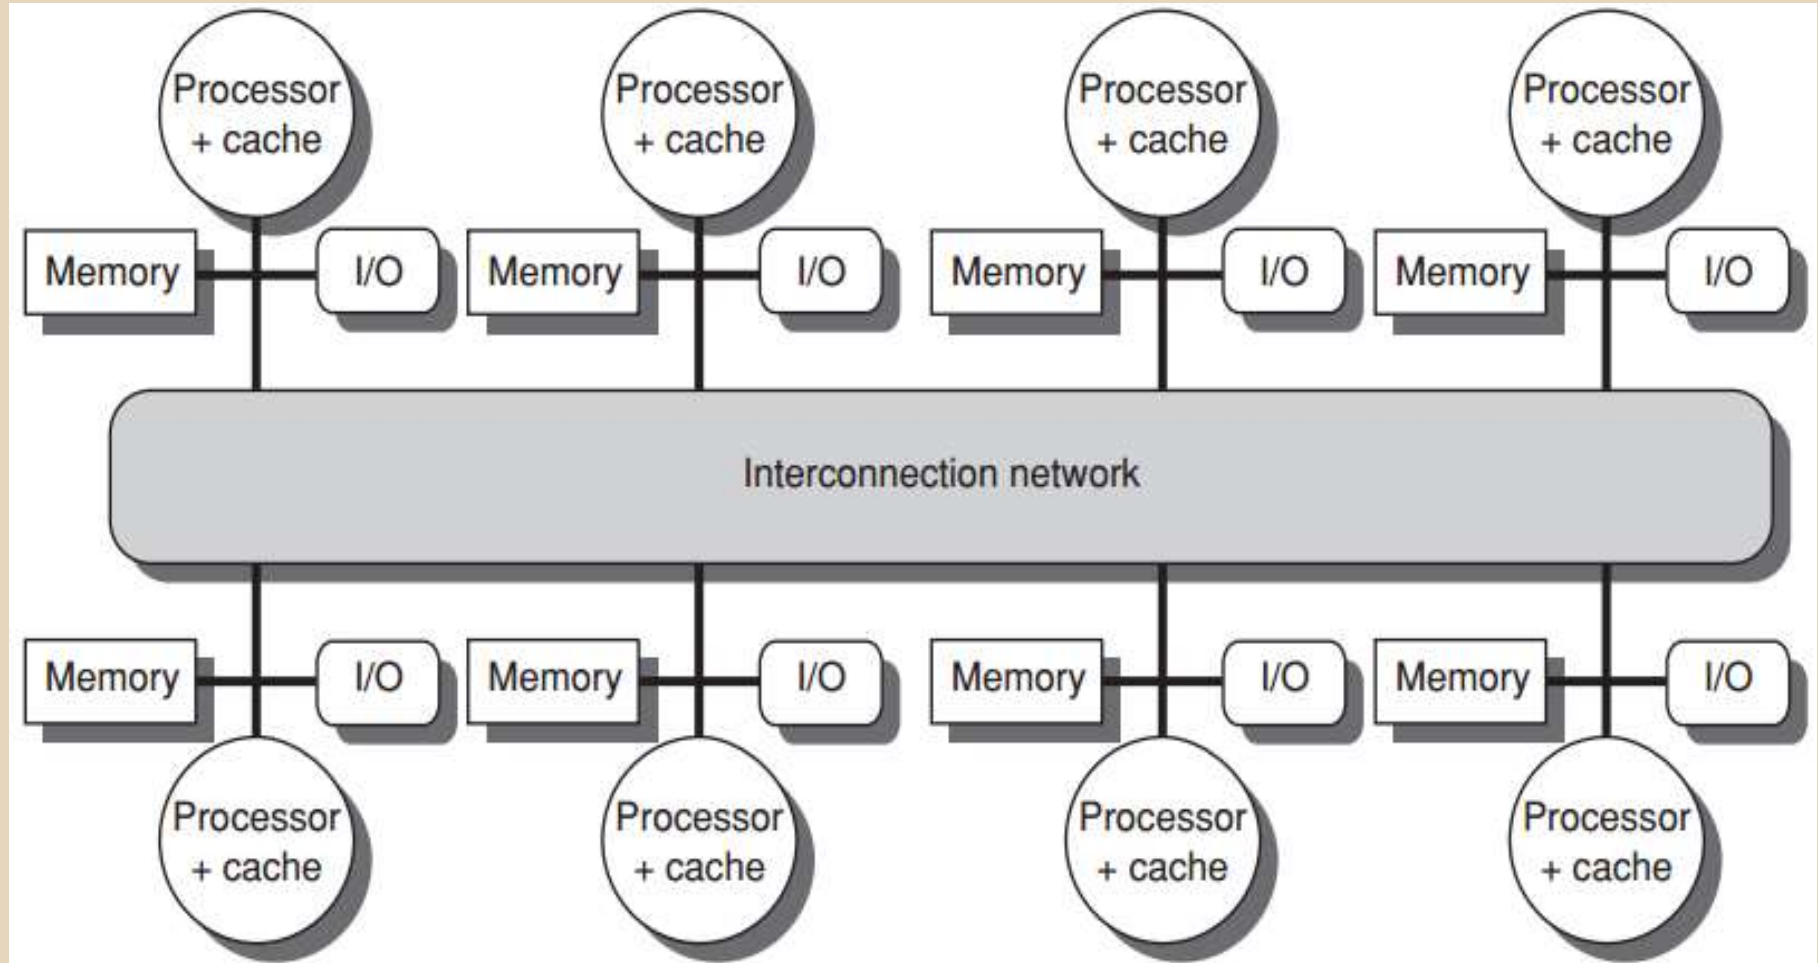 Processor
+ cache
Processor
+ cache
Processor
+ cache
Processor
+ cache
Memory
I/O
Memory
I/O
Memory
I/O
Memory
I/O
Interconnection network
Memory
I/O
Memory
I/O
Memory
I/O
Memory
I/O
Processor
+ cache
Processor
+ cache
Processor
+ cache
Processor
+ cache